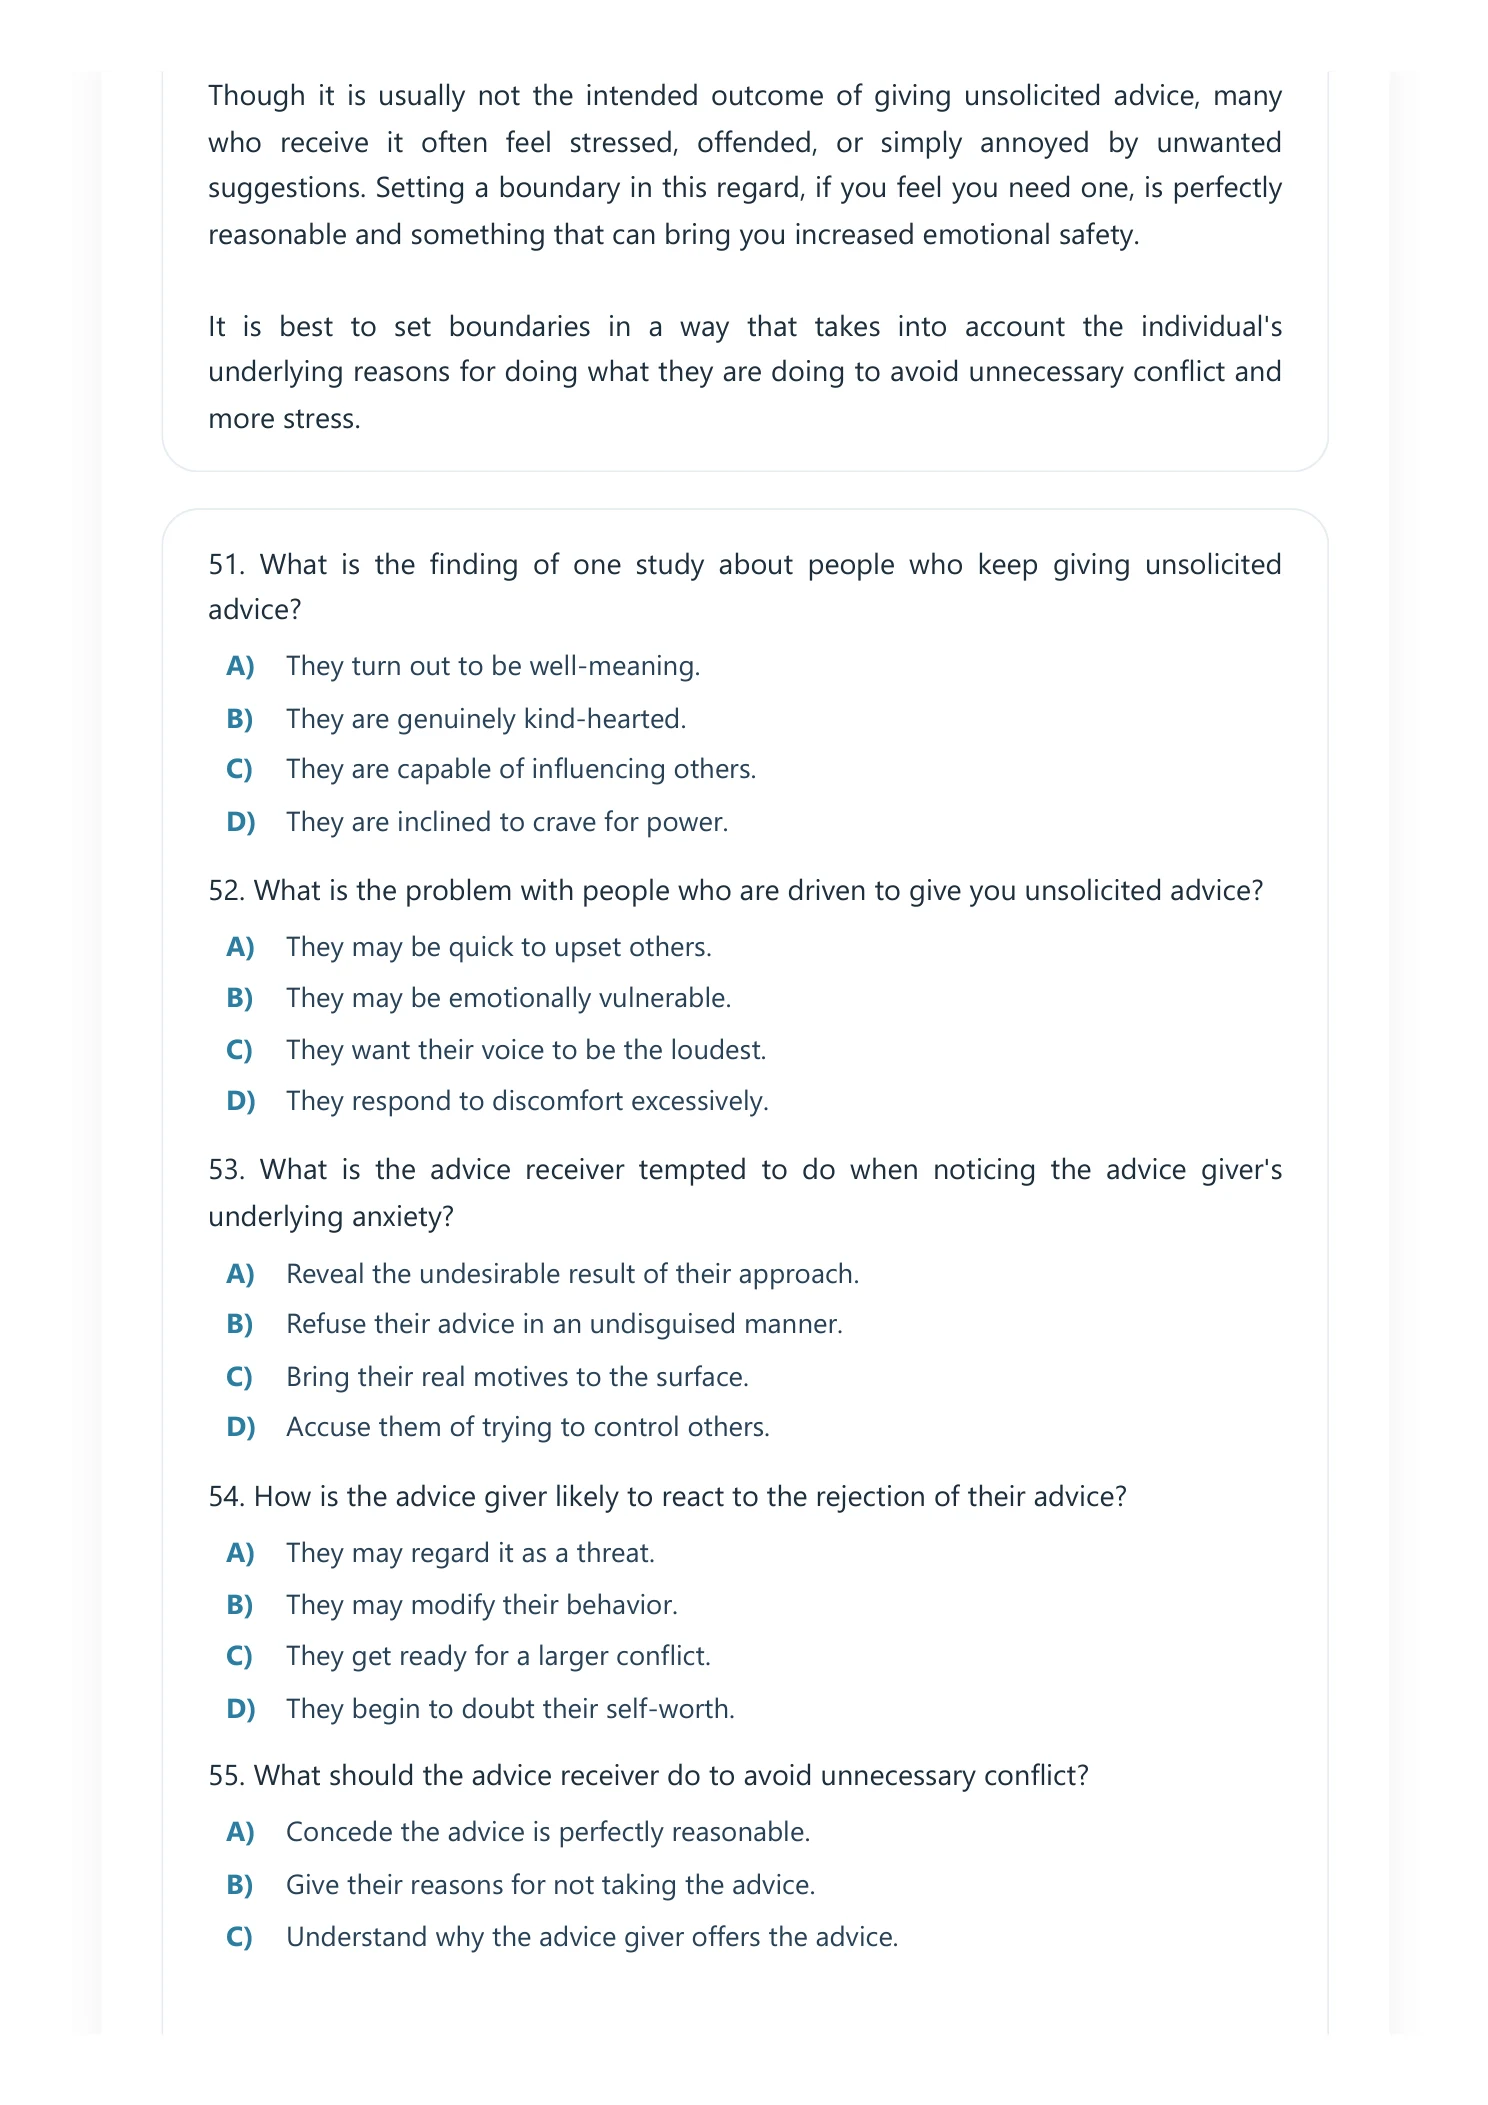 Though it is usually not the intended outcome of giving unsolicited advice, many
who receive it often feel stressed, offended, or simply annoyed by unwanted
suggestions. Setting a boundary in this regard, if you feel you need one, is perfectly
reasonable and something that can bring you increased emotional safety.
It is best to set boundaries in a way that takes into account the individual's
underlying reasons for doing what they are doing to avoid unnecessary conflict and
more stress.
51. What is the finding of one study about people who keep giving unsolicited
advice?
A) They turn out to be well-meaning.
B) They are genuinely kind-hearted.
C) They are capable of influencing others.
D) They are inclined to crave for power.
52. What is the problem with people who are driven to give you unsolicited advice?
A) They may be quick to upset others.
B) They may be emotionally vulnerable.
C) They want their voice to be the loudest.
D) They respond to discomfort excessively.
53. What is the advice receiver tempted to do when noticing the advice giver's
underlying anxiety?
A) Reveal the undesirable result of their approach.
B) Refuse their advice in an undisguised manner.
C) Bring their real motives to the surface.
D) Accuse them of trying to control others.
54. How is the advice giver likely to react to the rejection of their advice?
A) They may regard it as a threat.
B) They may modify their behavior.
C) They get ready for a larger conflict.
D) They begin to doubt their self-worth.
55. What should the advice receiver do to avoid unnecessary conflict?
A) Concede the advice is perfectly reasonable.
B) Give their reasons for not taking the advice.
C) Understand why the advice giver offers the advice.